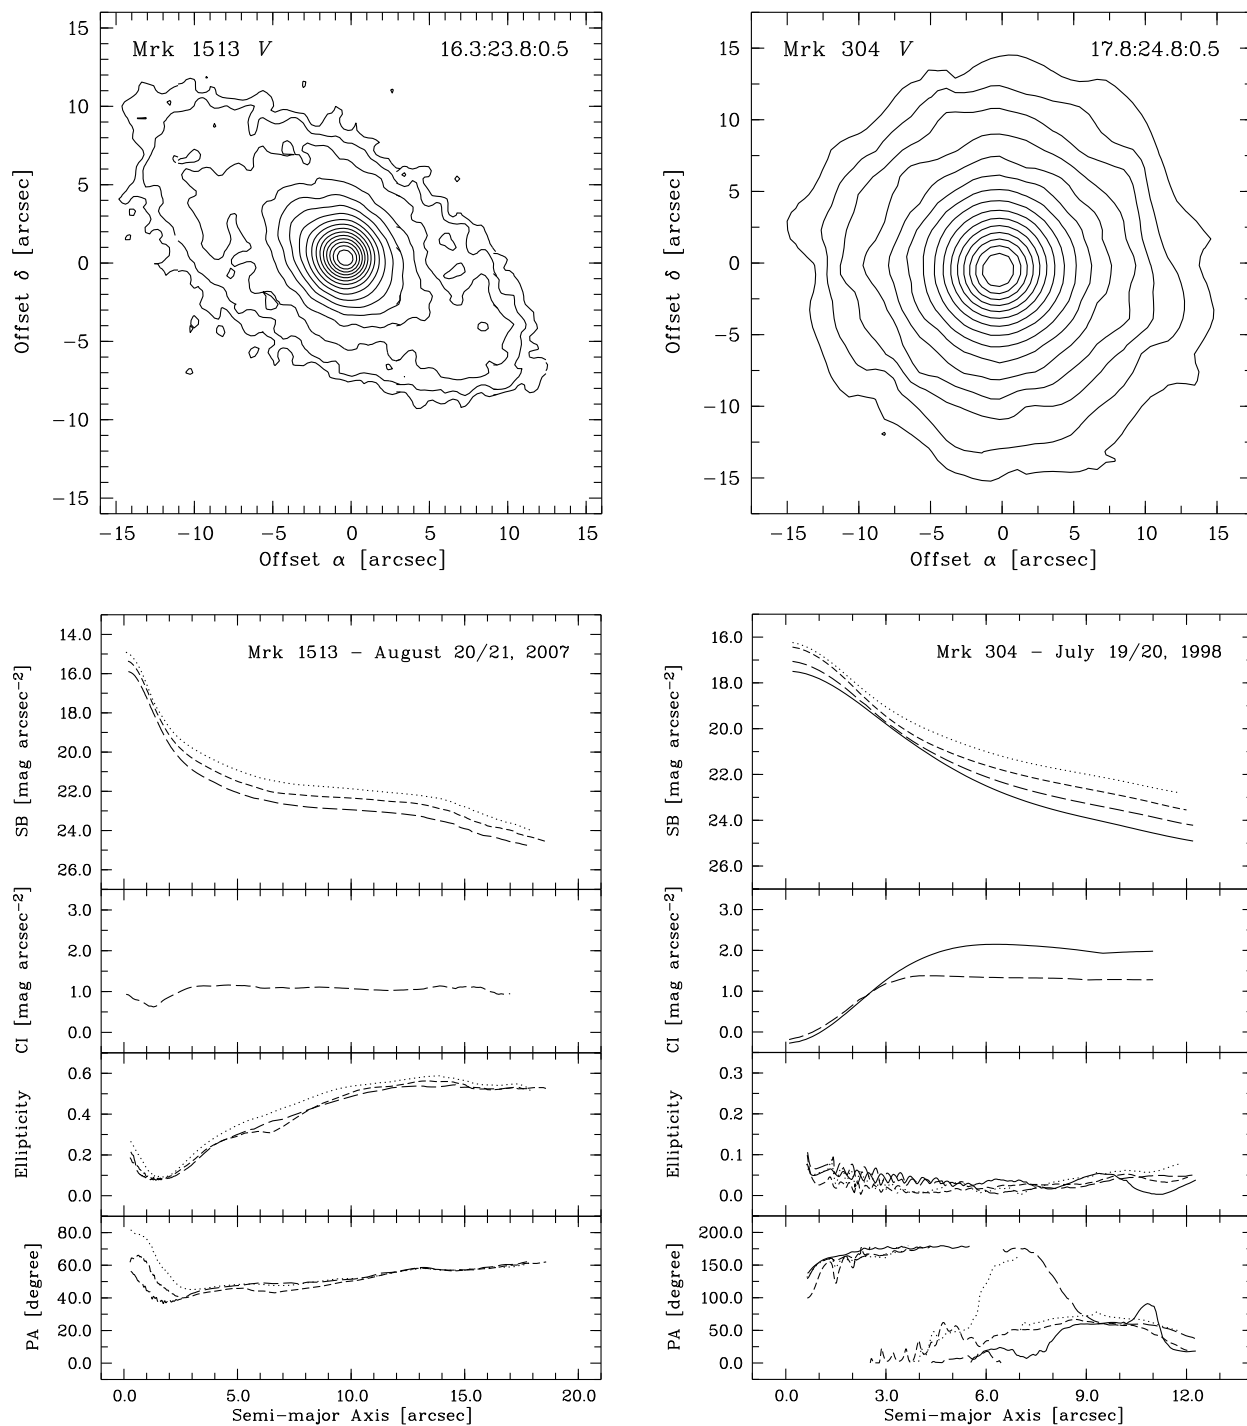 Mrk 1513 V 16.3:23.8:0.5
15
10
5
0
−5
−10
−15
Offset δ [arcsec]
−15 −10 −5 0 5 10 15
Offset α [arcsec]
Mrk 304 V 17.8:24.8:0.5
15
10
5
0
−5
−10
−15
Offset δ [arcsec]
−15 −10 −5 0 5 10 15
Offset α [arcsec]
Mrk 1513 − August 20/21, 2007
14.0
16.0
18.0
20.0
22.0
24.0
26.0
SB [mag arcsec−2]
3.0
2.0
1.0
0.0
CI [mag arcsec−2]
0.6
0.4
0.2
0.0
Ellipticity
80.0
60.0
40.0
20.0
0.0
PA [degree]
0.0 5.0 10.0 15.0 20.0
Semi-major Axis [arcsec]
Mrk 304 − July 19/20, 1998
16.0
18.0
20.0
22.0
24.0
26.0
SB [mag arcsec−2]
3.0
2.0
1.0
0.0
CI [mag arcsec−2]
0.3
0.2
0.1
0.0
Ellipticity
200.0
150.0
100.0
50.0
0.0
PA [degree]
0.0 3.0 6.0 9.0 12.0
Semi-major Axis [arcsec]